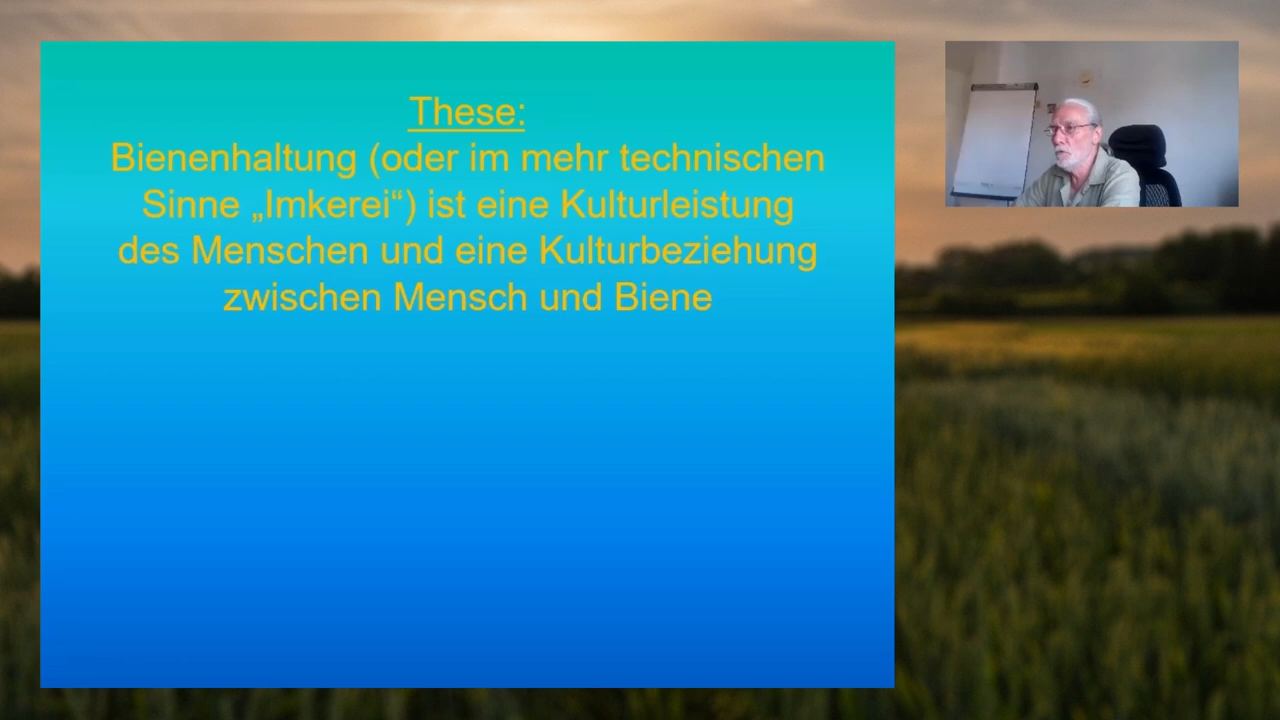 These:
Bienenhaltung (oder im mehr technischen
Sinne „Imkerei“) ist eine Kulturleistung
des Menschen und eine Kulturbeziehung
zwischen Mensch und Biene